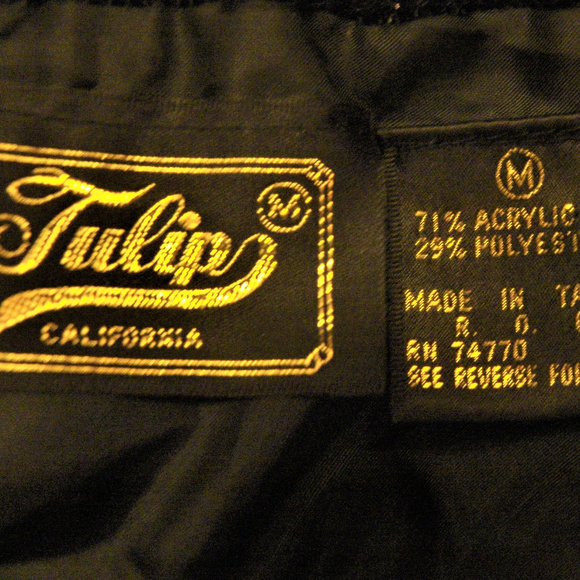 Tulip
M
CALIFORNIA
M
71% ACRYLIC
29% POLYEST
MADE IN TA
R. O.
RN 74770
SEE REVERSE FOR